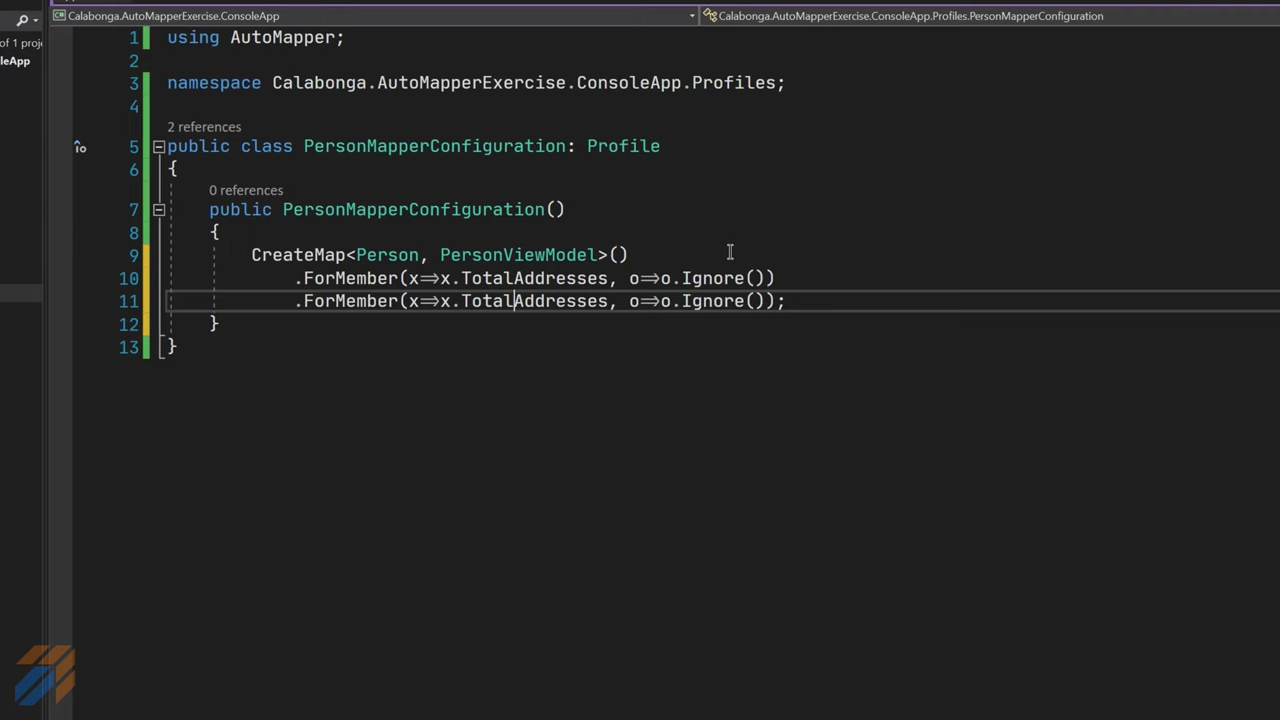 Calabonga.AutoMapperExercise.ConsoleApp
Calabonga.AutoMapperExercise.ConsoleApp.Profiles.PersonMapperConfiguration
of 1 proje
leApp
1 using AutoMapper;
2
3 namespace Calabonga.AutoMapperExercise.ConsoleApp.Profiles;
4
2 references
5 public class PersonMapperConfiguration: Profile
6 {
0 references
7 public PersonMapperConfiguration()
8 {
9 CreateMap<Person, PersonViewModel>()
10 .ForMember(x=>x.TotalAddresses, o=>o.Ignore())
11 .ForMember(x=>x.TotalAddresses, o=>o.Ignore());
12 }
13 }